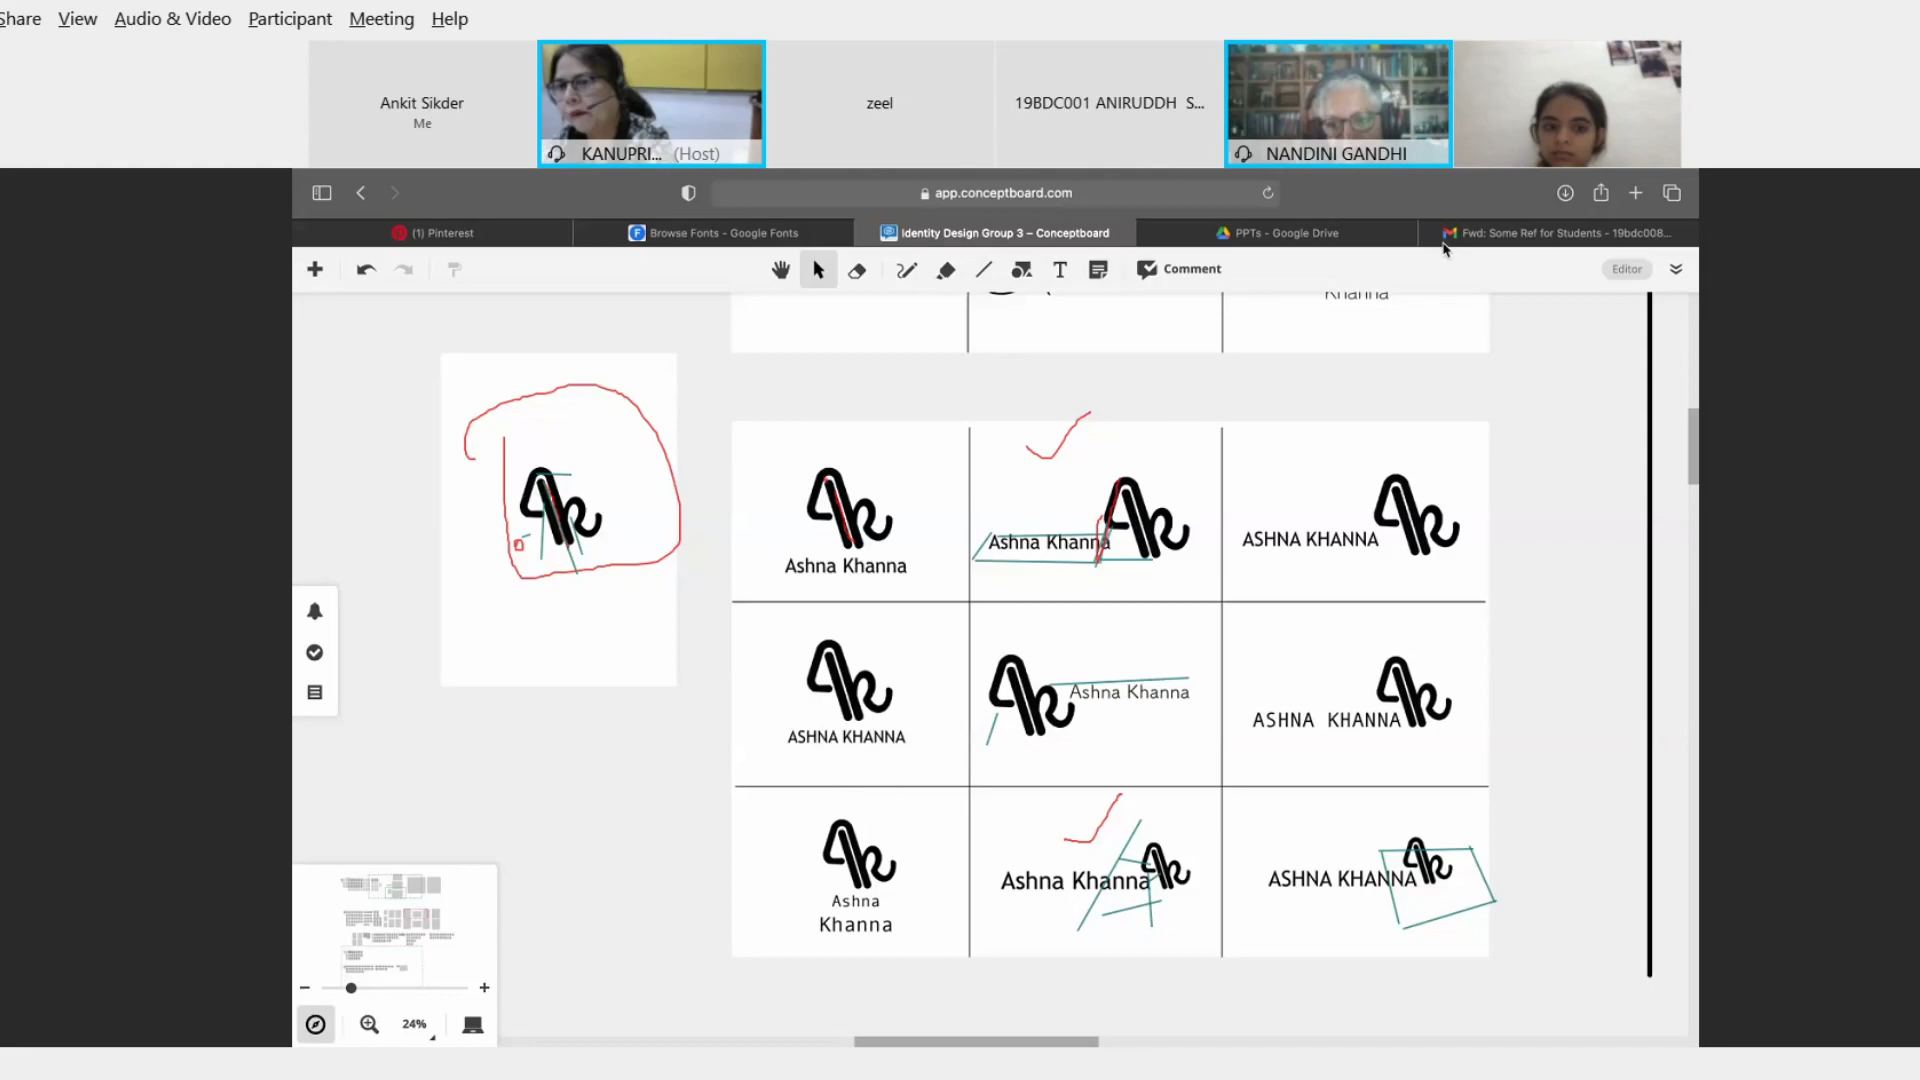 Share View Audio & Video Participant Meeting Help
Ankit Sikder
Me
KANUPRI... (Host)
zeel
19BDC001 ANIRUDDH S...
NANDINI GANDHI
app.conceptboard.com
(1) Pinterest
Browse Fonts - Google Fonts
Identity Design Group 3 – Conceptboard
PPTs - Google Drive
Fwd: Some Ref for Students - 19bdc008...
Comment
Editor
Khanna
Ashna Khanna
Ashna Khanna
ASHNA KHANNA
ASHNA KHANNA
Ashna Khanna
ASHNA KHANNA
Ashna
Khanna
Ashna Khanna
ASHNA KHANNA
24%